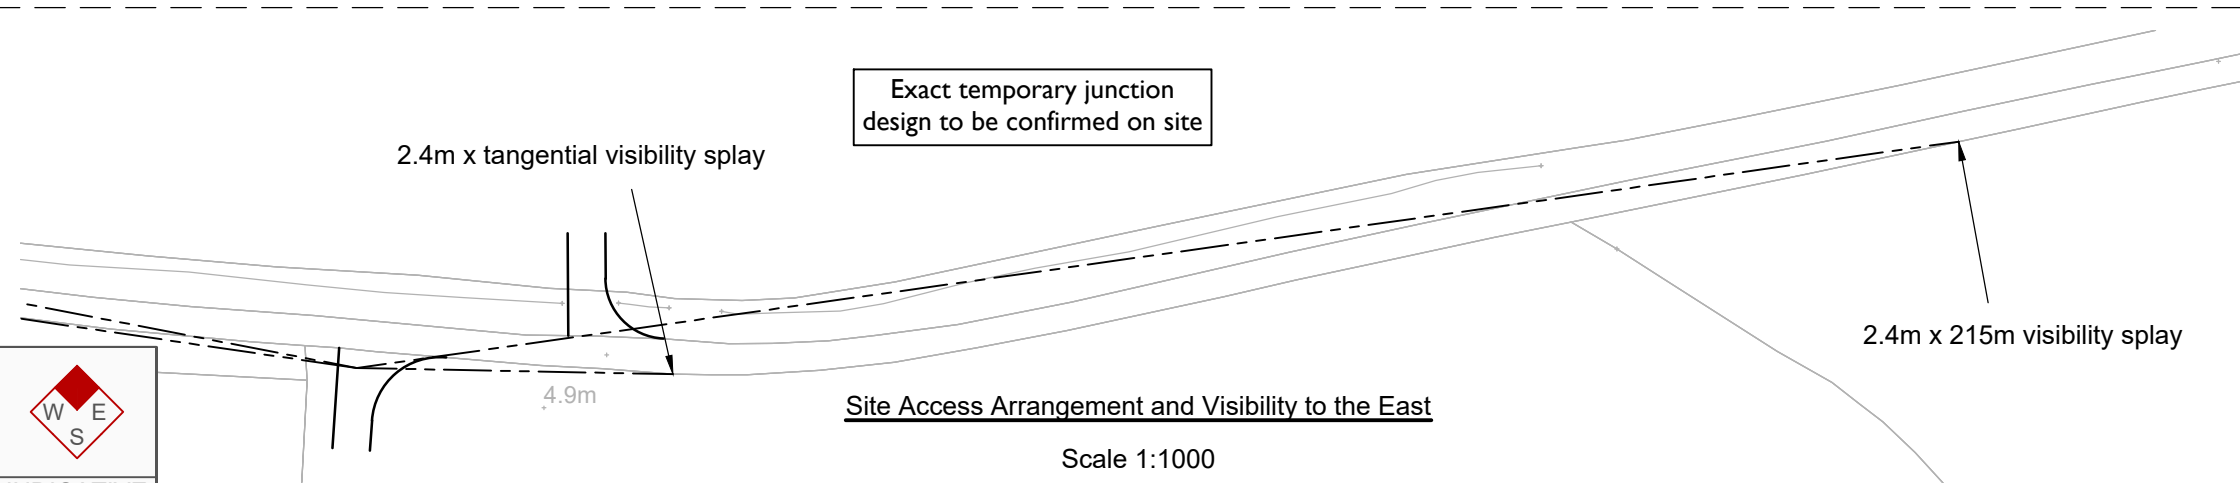 Exact temporary junction
design to be confirmed on site
2.4m x tangential visibility splay
2.4m x 215m visibility splay
4.9m
W E
S
Site Access Arrangement and Visibility to the East
Scale 1:1000